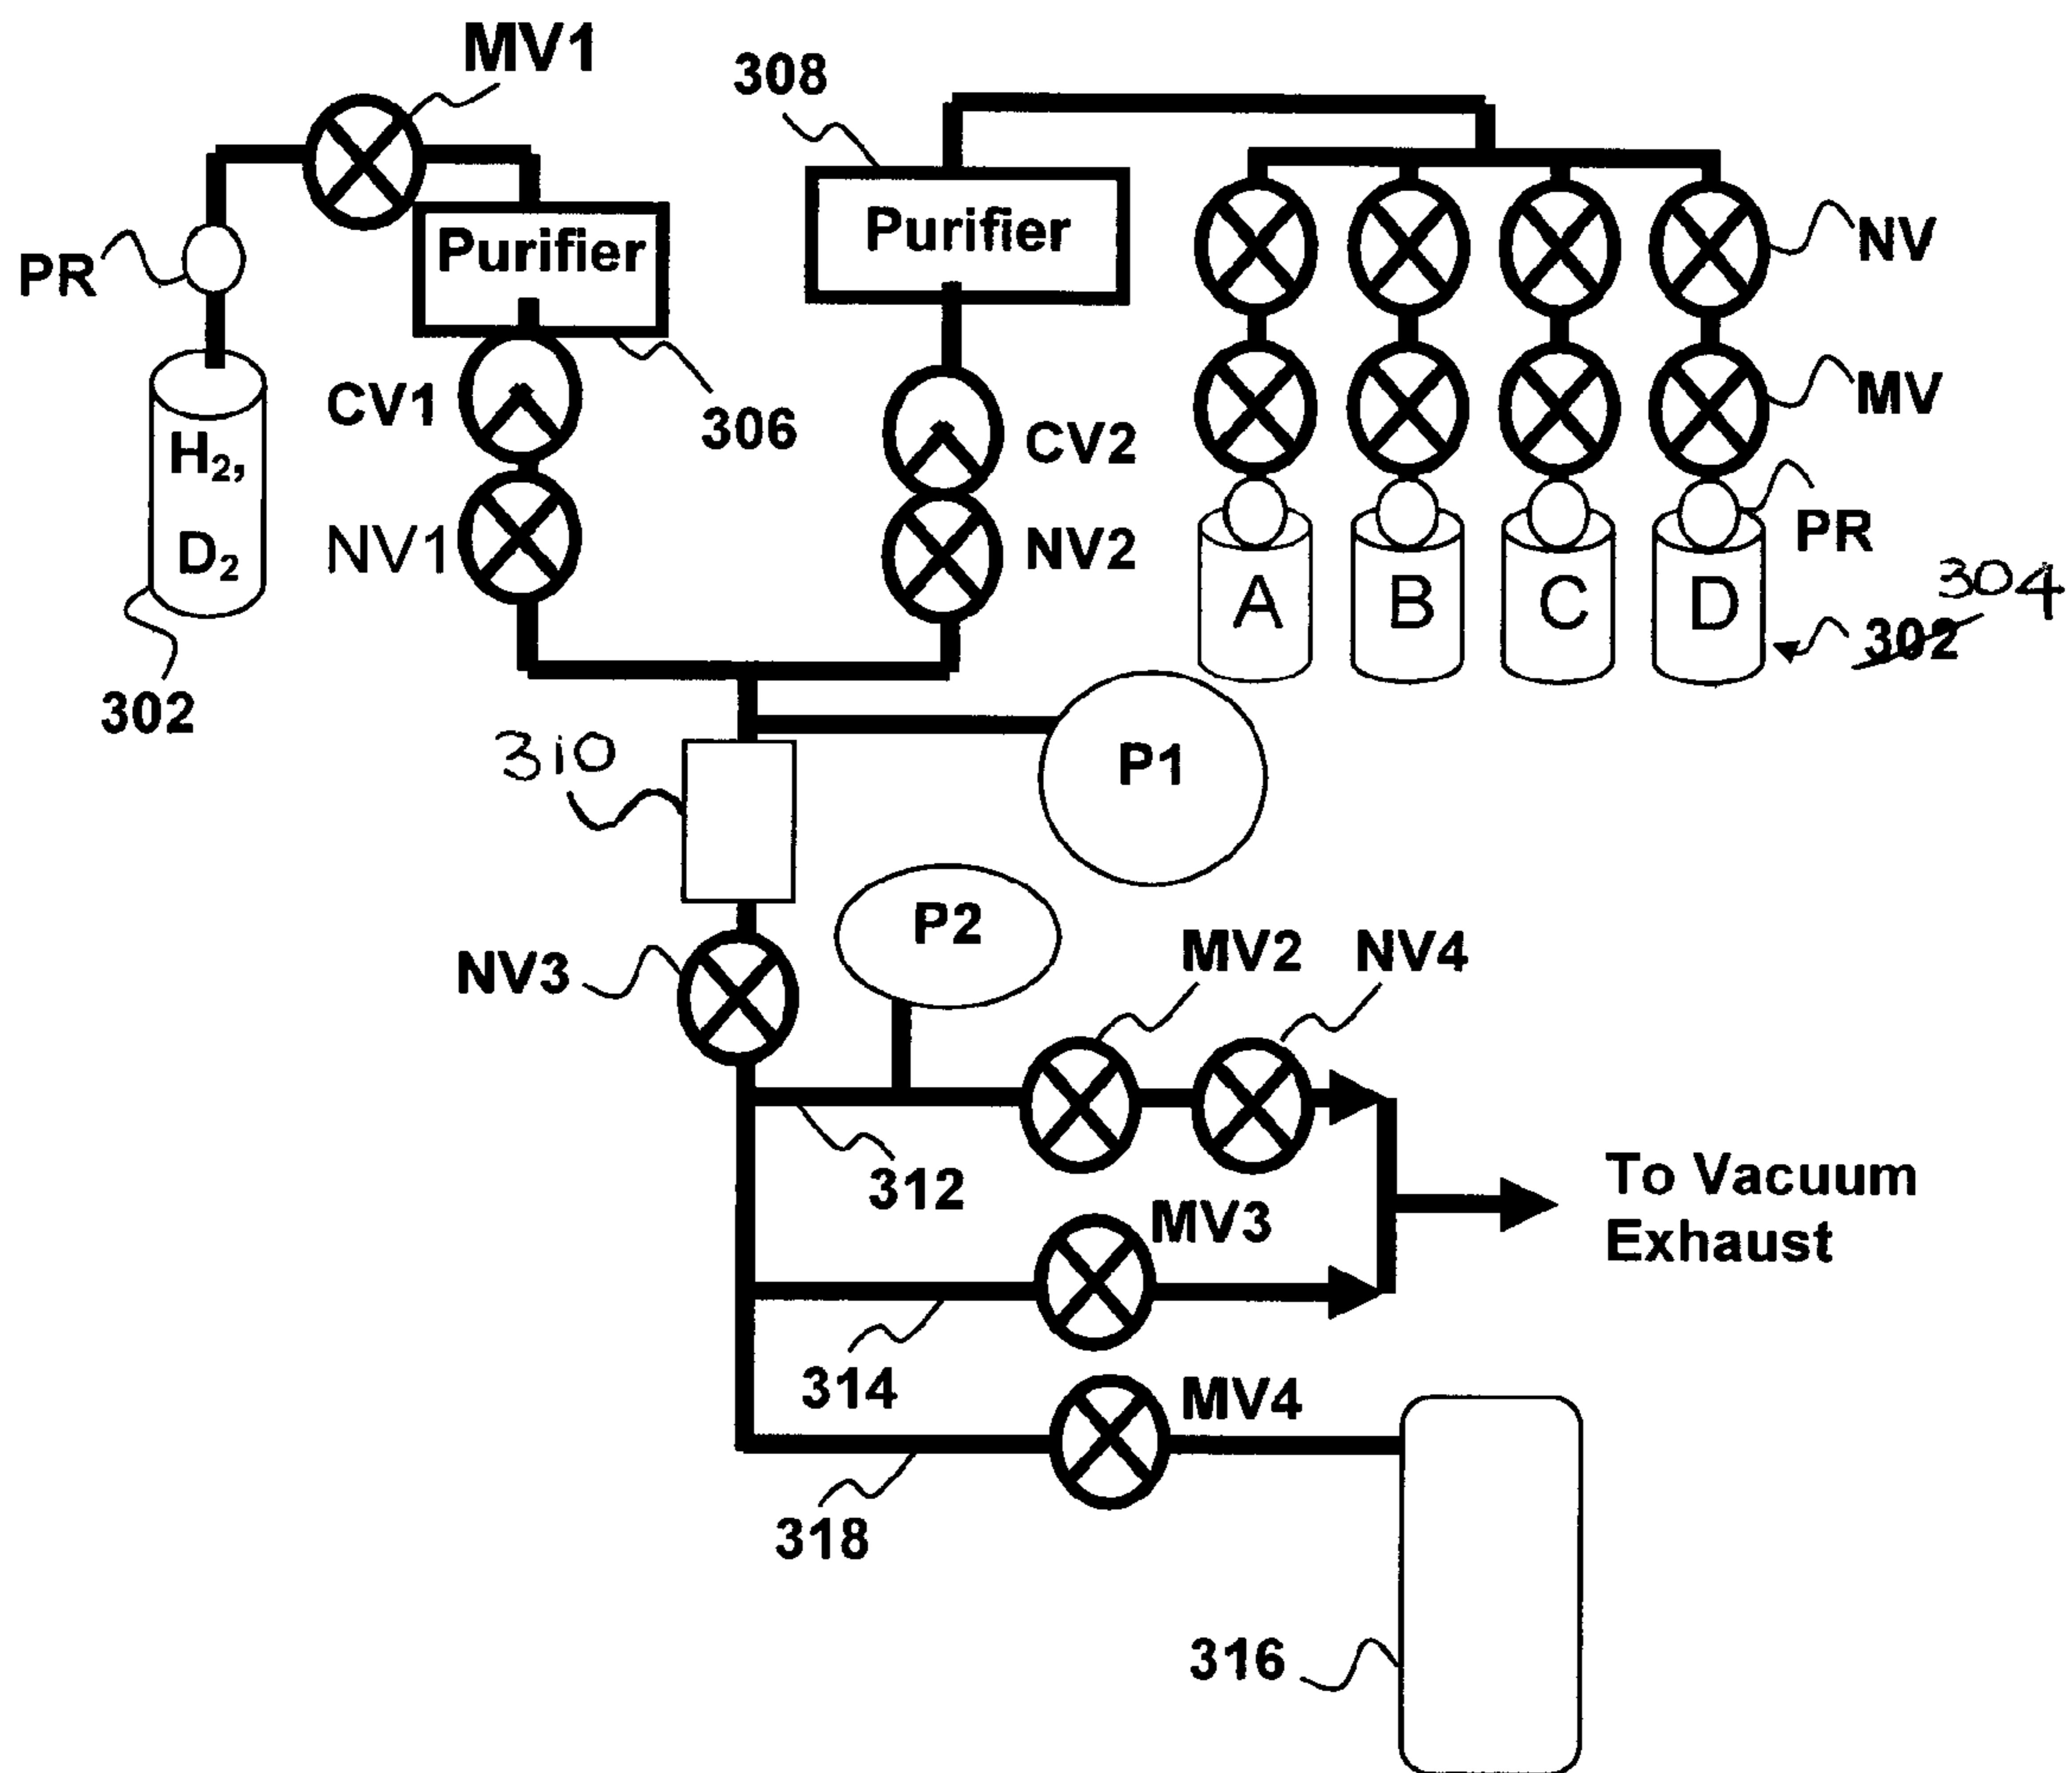 MV1
308
PR
Purifier
Purifier
NV
MV
CV1
306
CV2
H2,
D2
NV1
NV2
PR
A
B
C
D
304
302
302
310
P1
P2
NV3
MV2
NV4
312
To Vacuum
Exhaust
MV3
314
MV4
318
316